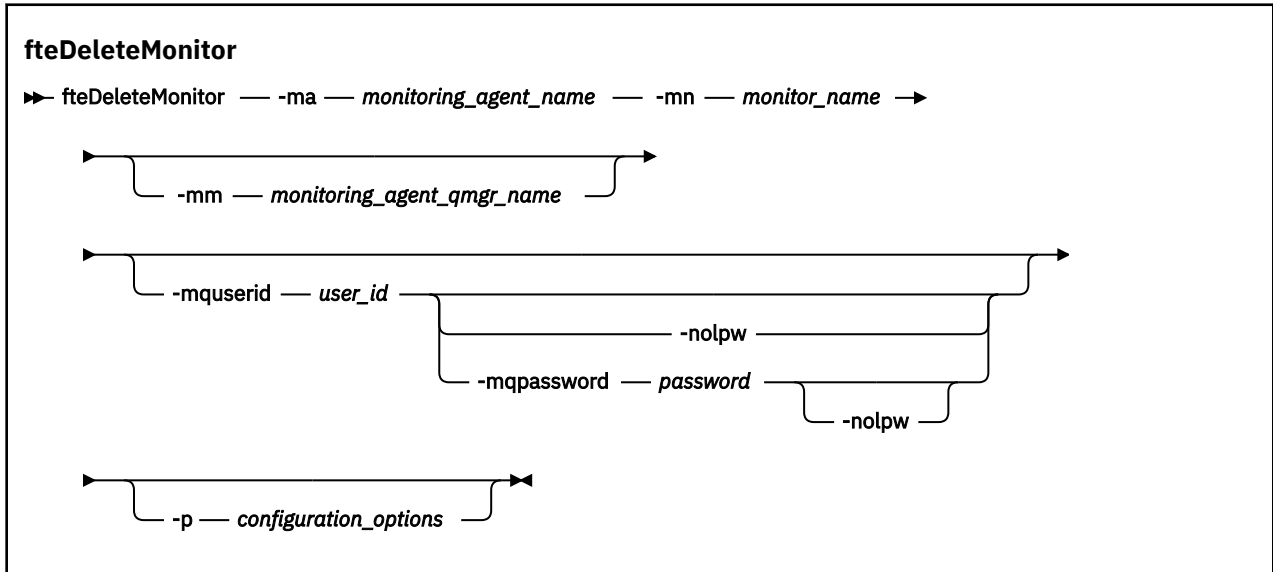 fteDeleteMonitor
fteDeleteMonitor -ma monitoring_agent_name -mn monitor_name
-mm monitoring_agent_qmgr_name
-mquserid user_id
-nolpw
-mqpassword password
-nolpw
-p configuration_options